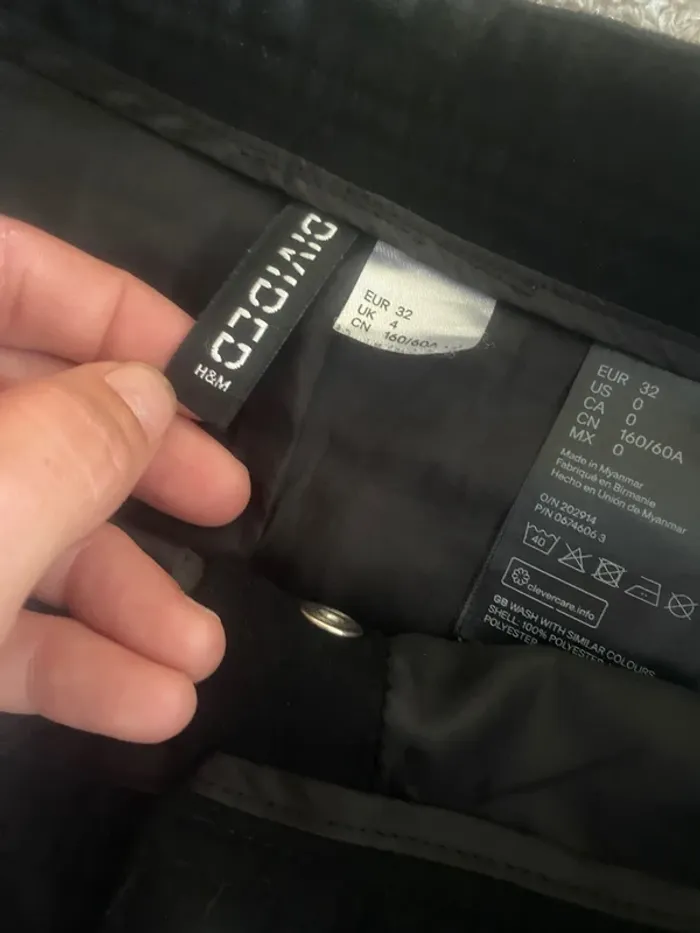 DIVIDED
H&M
EUR 32
UK 4
CN 160/60A
EUR 32
US 0
CA 0
CN 160/60A
MX 0
Made in Myanmar
Fabriqué en Birmanie
Hecho en Unión de Myanmar
O/N 202914
P/N 0674606 3
40
clevercare.info
GB WASH WITH SIMILAR COLOURS
SHELL: 100% POLYESTER
POLYESTER